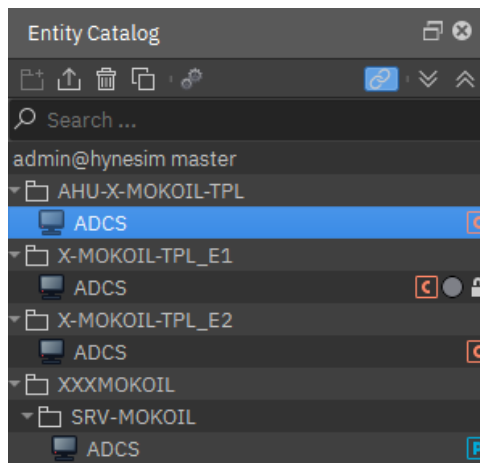 Entity Catalog
Search ...
admin@hynesim master
AHU-X-MOKOIL-TPL
ADCS
X-MOKOIL-TPL_E1
ADCS C
X-MOKOIL-TPL_E2
ADCS
XXXMOKOIL
SRV-MOKOIL
ADCS